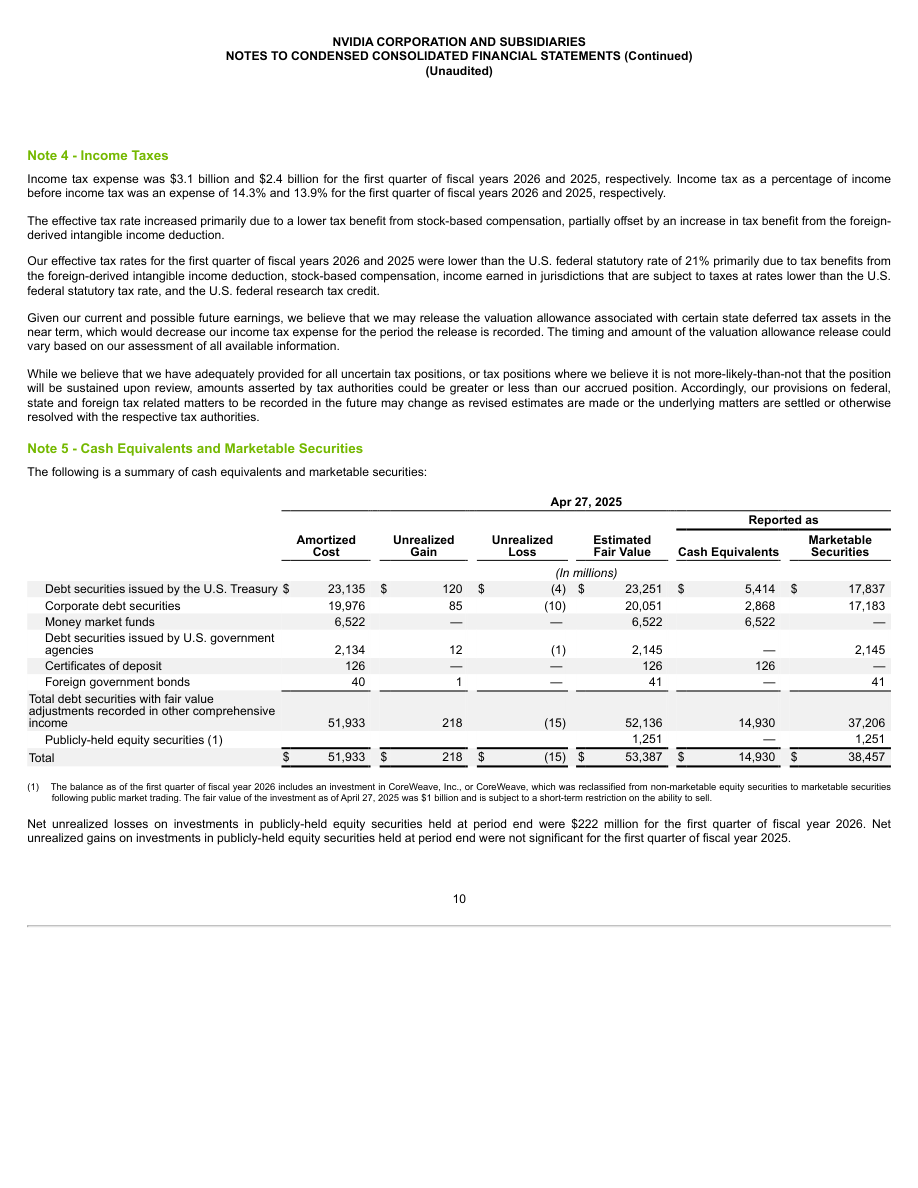 NVIDIA CORPORATION AND SUBSIDIARIES
NOTES TO CONDENSED CONSOLIDATED FINANCIAL STATEMENTS (Continued)
(Unaudited)
Note 4 - Income Taxes
Income tax expense was $3.1 billion and $2.4 billion for the first quarter of fiscal years 2026 and 2025, respectively. Income tax as a percentage of income
before income tax was an expense of 14.3% and 13.9% for the first quarter of fiscal years 2026 and 2025, respectively.
The effective tax rate increased primarily due to a lower tax benefit from stock-based compensation, partially offset by an increase in tax benefit from the foreign-
derived intangible income deduction.
Our effective tax rates for the first quarter of fiscal years 2026 and 2025 were lower than the U.S. federal statutory rate of 21% primarily due to tax benefits from
the foreign-derived intangible income deduction, stock-based compensation, income earned in jurisdictions that are subject to taxes at rates lower than the U.S.
federal statutory tax rate, and the U.S. federal research tax credit.
Given our current and possible future earnings, we believe that we may release the valuation allowance associated with certain state deferred tax assets in the
near term, which would decrease our income tax expense for the period the release is recorded. The timing and amount of the valuation allowance release could
vary based on our assessment of all available information.
While we believe that we have adequately provided for all uncertain tax positions, or tax positions where we believe it is not more-likely-than-not that the position
will be sustained upon review, amounts asserted by tax authorities could be greater or less than our accrued position. Accordingly, our provisions on federal,
state and foreign tax related matters to be recorded in the future may change as revised estimates are made or the underlying matters are settled or otherwise
resolved with the respective tax authorities.
Note 5 - Cash Equivalents and Marketable Securities
The following is a summary of cash equivalents and marketable securities:
Apr 27, 2025
Reported as
Amortized Cost Unrealized Gain Unrealized Loss Estimated Fair Value Cash Equivalents Marketable Securities
(In millions)
Debt securities issued by the U.S. Treasury $ 23,135 $ 120 $ (4) $ 23,251 $ 5,414 $ 17,837
Corporate debt securities 19,976 85 (10) 20,051 2,868 17,183
Money market funds 6,522 — — 6,522 6,522 —
Debt securities issued by U.S. government
agencies 2,134 12 (1) 2,145 — 2,145
Certificates of deposit 126 — — 126 126 —
Foreign government bonds 40 1 — 41 — 41
Total debt securities with fair value
adjustments recorded in other comprehensive
income 51,933 218 (15) 52,136 14,930 37,206
Publicly-held equity securities (1) 1,251 — 1,251
Total $ 51,933 $ 218 $ (15) $ 53,387 $ 14,930 $ 38,457
(1) The balance as of the first quarter of fiscal year 2026 includes an investment in CoreWeave, Inc., or CoreWeave, which was reclassified from non-marketable equity securities to marketable securities
following public market trading. The fair value of the investment as of April 27, 2025 was $1 billion and is subject to a short-term restriction on the ability to sell.
Net unrealized losses on investments in publicly-held equity securities held at period end were $222 million for the first quarter of fiscal year 2026. Net
unrealized gains on investments in publicly-held equity securities held at period end were not significant for the first quarter of fiscal year 2025.
10